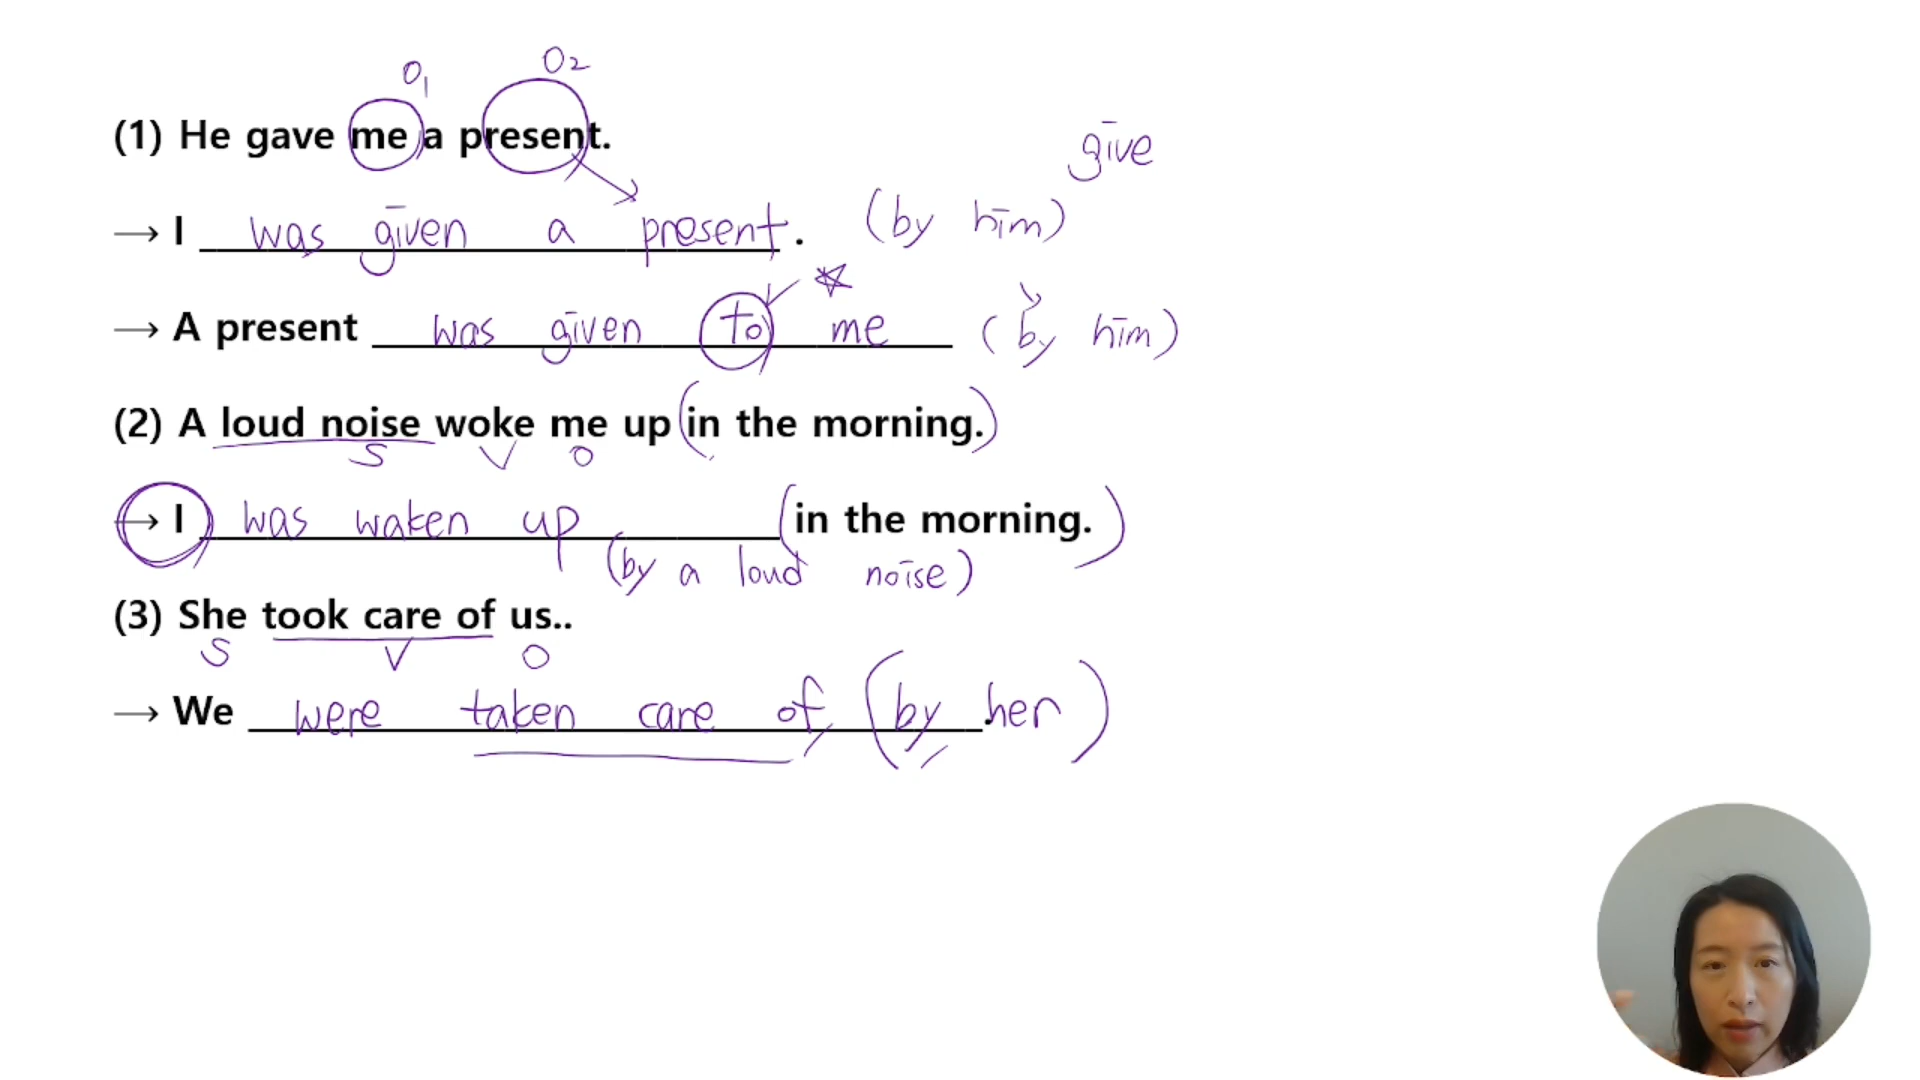 O1 O2
(1) He gave me a present.
give
→ I was given a present. (by him)
→ A present was given to me (by him)
(2) A loud noise woke me up (in the morning.)
S V O
→ I was waken up (in the morning.)
(by a loud noise)
(3) She took care of us..
S V O
→ We were taken care of (by her)